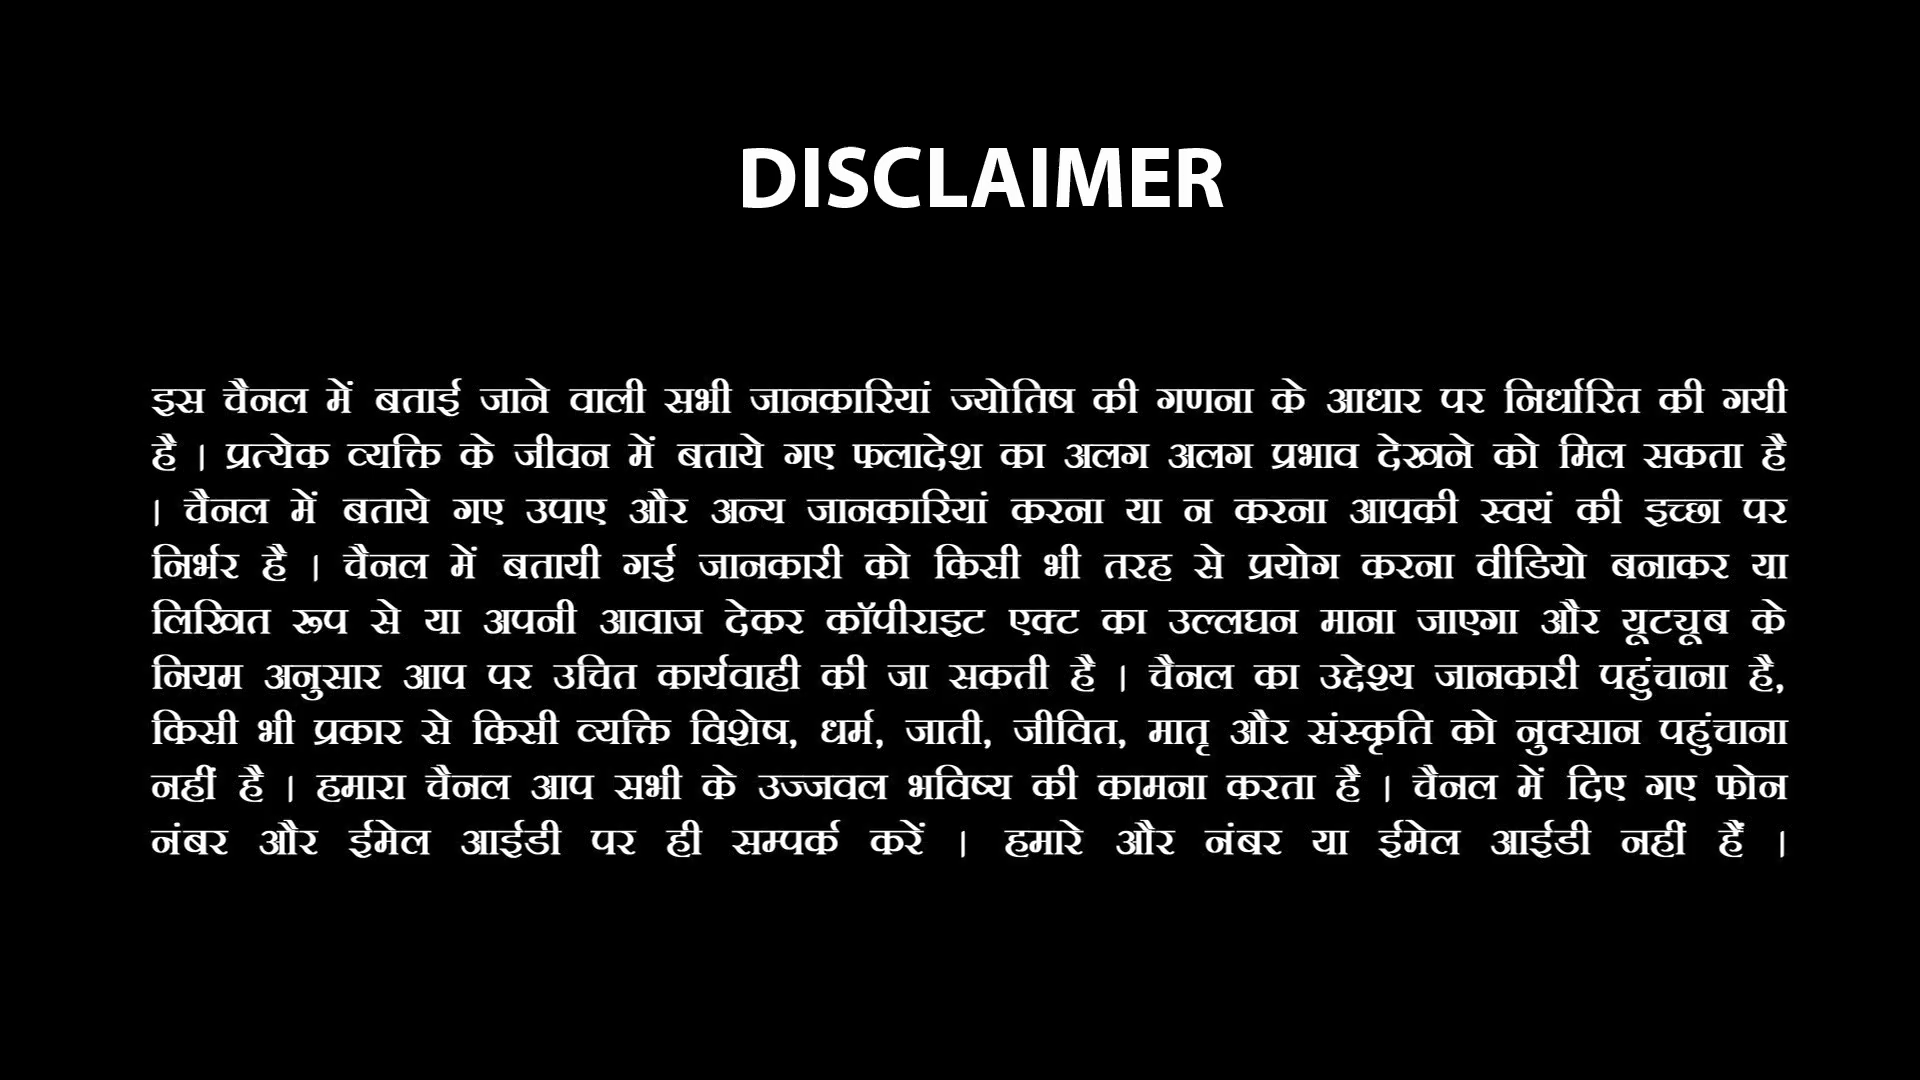 DISCLAIMER
इस चैनल में बताई जाने वाली सभी जानकारियां ज्योतिष की गणना के आधार पर निर्धारित की गयी
है । प्रत्येक व्यक्ति के जीवन में बताये गए फलादेश का अलग अलग प्रभाव देखने को मिल सकता है
। चैनल में बताये गए उपाए और अन्य जानकारियां करना या न करना आपकी स्वयं की इच्छा पर
निर्भर है । चैनल में बतायी गई जानकारी को किसी भी तरह से प्रयोग करना वीडियो बनाकर या
लिखित रूप से या अपनी आवाज देकर कॉपीराइट एक्ट का उल्लघन माना जाएगा और यूट्यूब के
नियम अनुसार आप पर उचित कार्यवाही की जा सकती है । चैनल का उद्देश्य जानकारी पहुंचाना है,
किसी भी प्रकार से किसी व्यक्ति विशेष, धर्म, जाती, जीवित, मातृ और संस्कृति को नुक्सान पहुंचाना
नहीं है । हमारा चैनल आप सभी के उज्जवल भविष्य की कामना करता है । चैनल में दिए गए फोन
नंबर और ईमेल आईडी पर ही सम्पर्क करें । हमारे और नंबर या ईमेल आईडी नहीं हैं ।